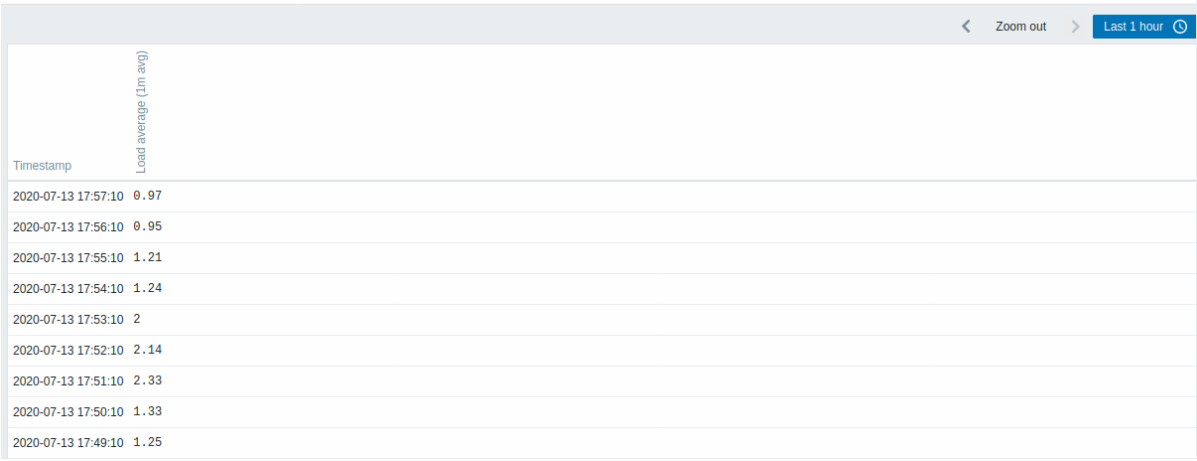 Zoom out
Last 1 hour
Timestamp Load average (1m avg)
2020-07-13 17:57:10 0.97
2020-07-13 17:56:10 0.95
2020-07-13 17:55:10 1.21
2020-07-13 17:54:10 1.24
2020-07-13 17:53:10 2
2020-07-13 17:52:10 2.14
2020-07-13 17:51:10 2.33
2020-07-13 17:50:10 1.33
2020-07-13 17:49:10 1.25